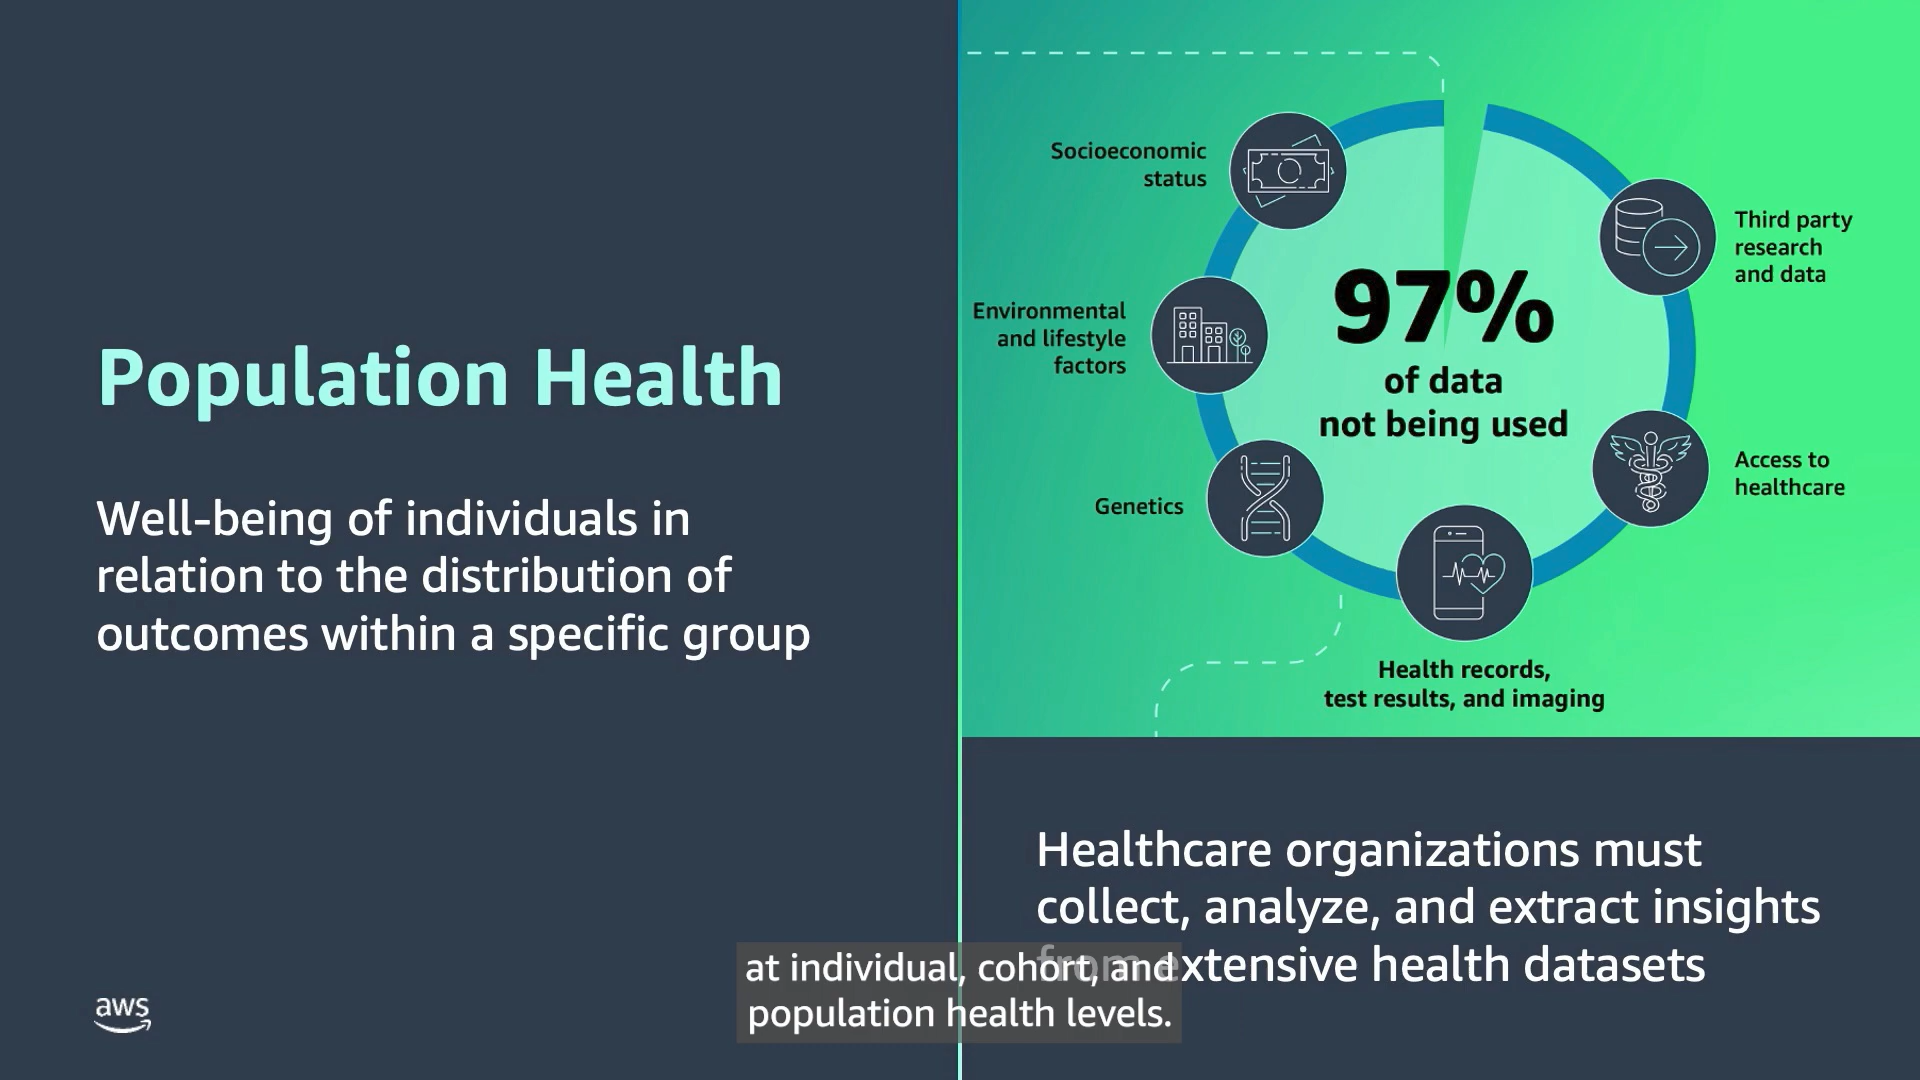 Population Health
Well-being of individuals in
relation to the distribution of
outcomes within a specific group
aws
Socioeconomic
status
Environmental
and lifestyle
factors
Genetics
97%
of data
not being used
Third party
research
and data
Access to
healthcare
Health records,
test results, and imaging
Healthcare organizations must
collect, analyze, and extract insights
from extensive health datasets
at individual, cohort, and
population health levels.